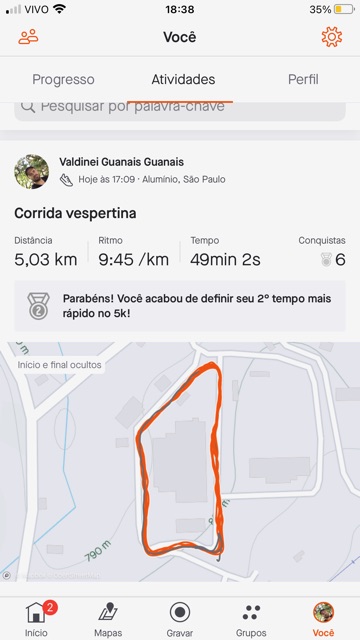 VIVO 18:38 35%
Você
Progresso Atividades Perfil
Pesquisar por palavra-chave
Valdinei Guanais Guanais
Hoje às 17:09 · Aluminio, São Paulo
Corrida vespertina
Distância Ritmo Tempo Conquistas
5,03 km 9:45 /km 49min 2s 6
2
Parabéns! Você acabou de definir seu 2º tempo mais
rápido no 5k!
Início e final ocultos
790 m
2
Início Mapas Gravar Grupos Você